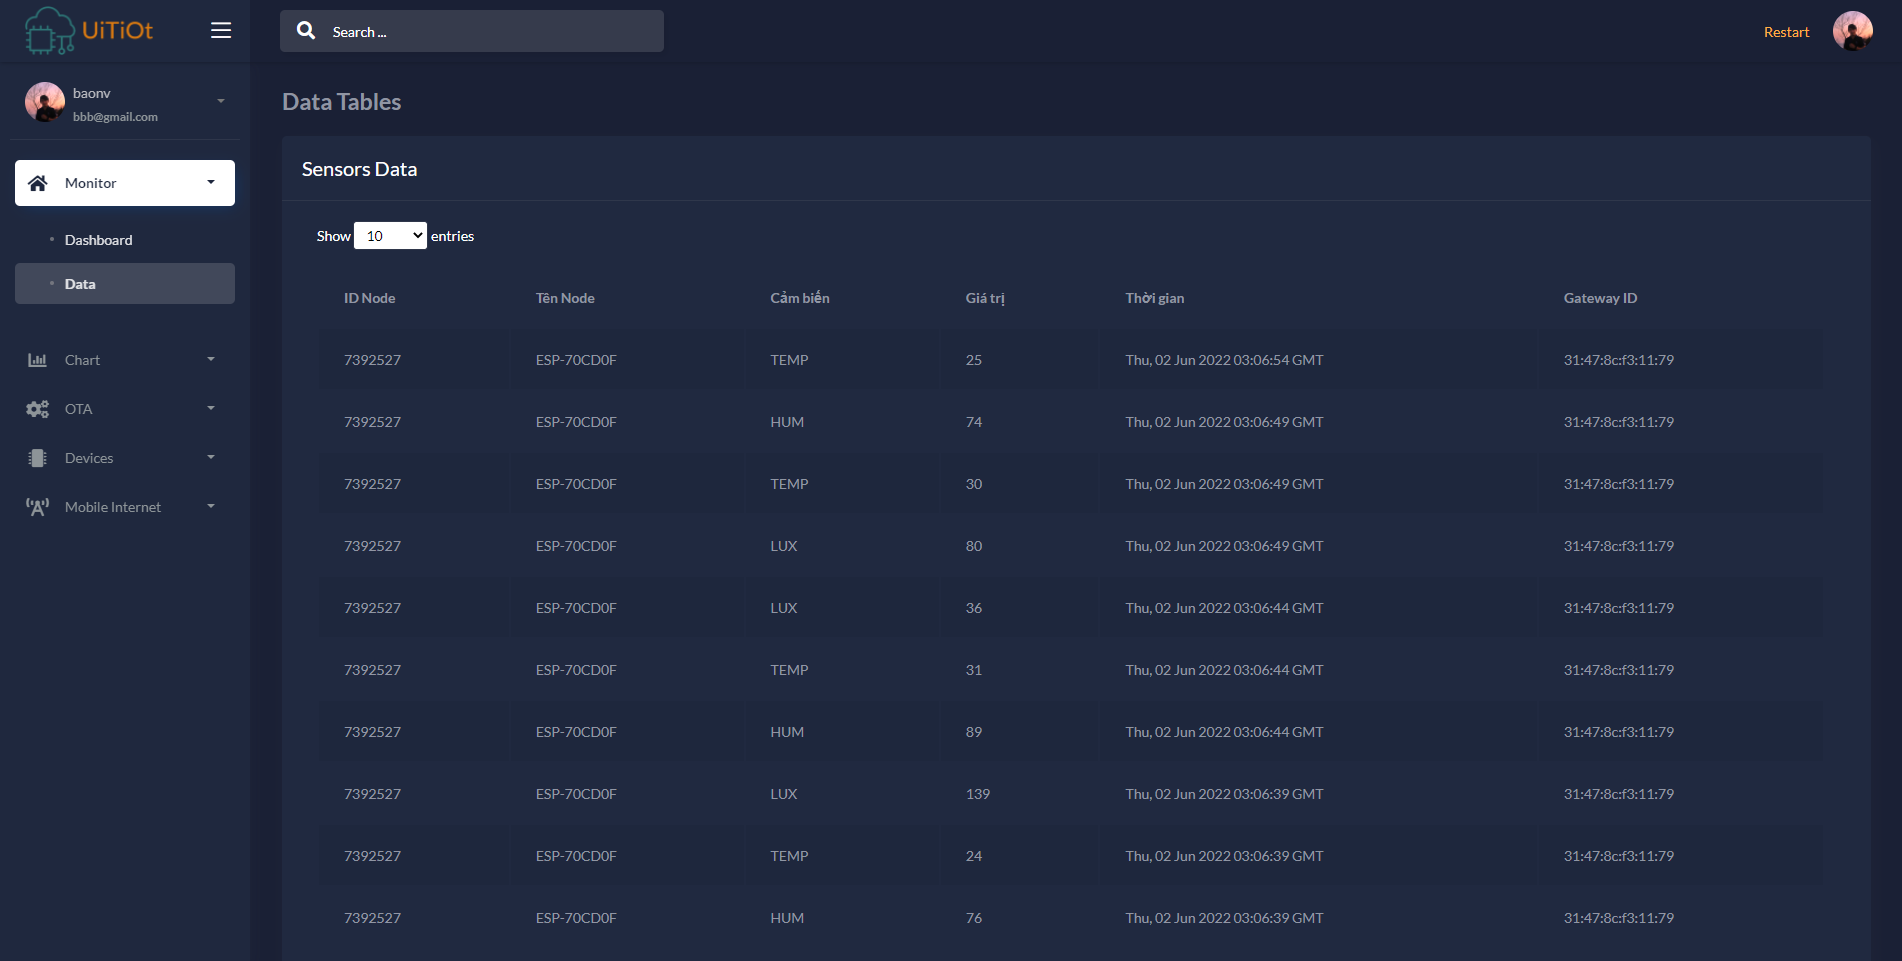 UiTiOt
Search ...
Restart
baonv
bbb@gmail.com
Monitor
Dashboard
Data
Chart
OTA
Devices
Mobile Internet
Data Tables
Sensors Data
Show 10 entries
ID Node Tên Node Cảm biến Giá trị Thời gian Gateway ID
7392527 ESP-70CD0F TEMP 25 Thu, 02 Jun 2022 03:06:54 GMT 31:47:8c:f3:11:79
7392527 ESP-70CD0F HUM 74 Thu, 02 Jun 2022 03:06:49 GMT 31:47:8c:f3:11:79
7392527 ESP-70CD0F TEMP 30 Thu, 02 Jun 2022 03:06:49 GMT 31:47:8c:f3:11:79
7392527 ESP-70CD0F LUX 80 Thu, 02 Jun 2022 03:06:49 GMT 31:47:8c:f3:11:79
7392527 ESP-70CD0F LUX 36 Thu, 02 Jun 2022 03:06:44 GMT 31:47:8c:f3:11:79
7392527 ESP-70CD0F TEMP 31 Thu, 02 Jun 2022 03:06:44 GMT 31:47:8c:f3:11:79
7392527 ESP-70CD0F HUM 89 Thu, 02 Jun 2022 03:06:44 GMT 31:47:8c:f3:11:79
7392527 ESP-70CD0F LUX 139 Thu, 02 Jun 2022 03:06:39 GMT 31:47:8c:f3:11:79
7392527 ESP-70CD0F TEMP 24 Thu, 02 Jun 2022 03:06:39 GMT 31:47:8c:f3:11:79
7392527 ESP-70CD0F HUM 76 Thu, 02 Jun 2022 03:06:39 GMT 31:47:8c:f3:11:79